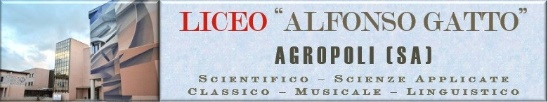 LICEO “ALFONSO GATTO”
AGROPOLI (SA)
SCIENTIFICO – SCIENZE APPLICATE
CLASSICO – MUSICALE – LINGUISTICO